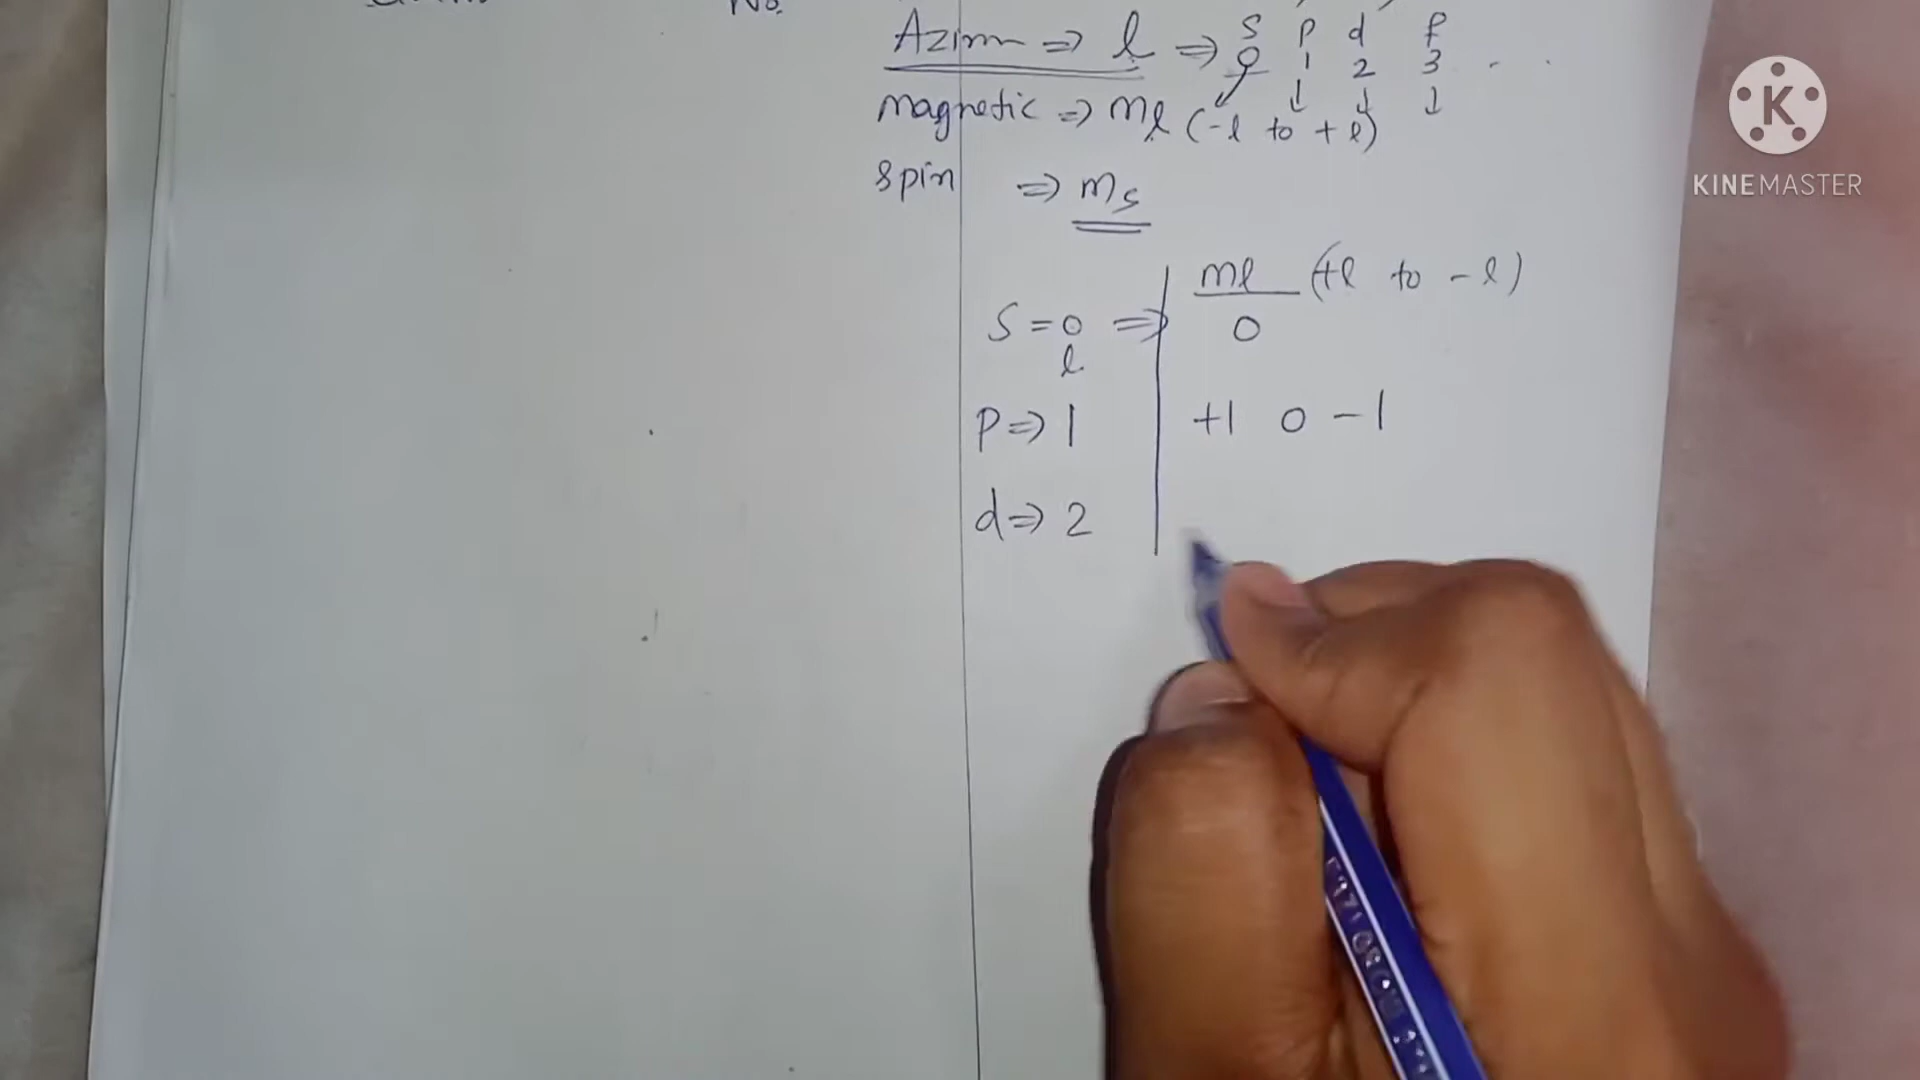 No.
Azim => l => s p d f
0 1 2 3 . .
magnetic => ml (-l to + l)
spin => ms
ml (+l to - l)
S = 0 => 0
l
P => 1 +1 0 -1
d => 2
KINEMASTER